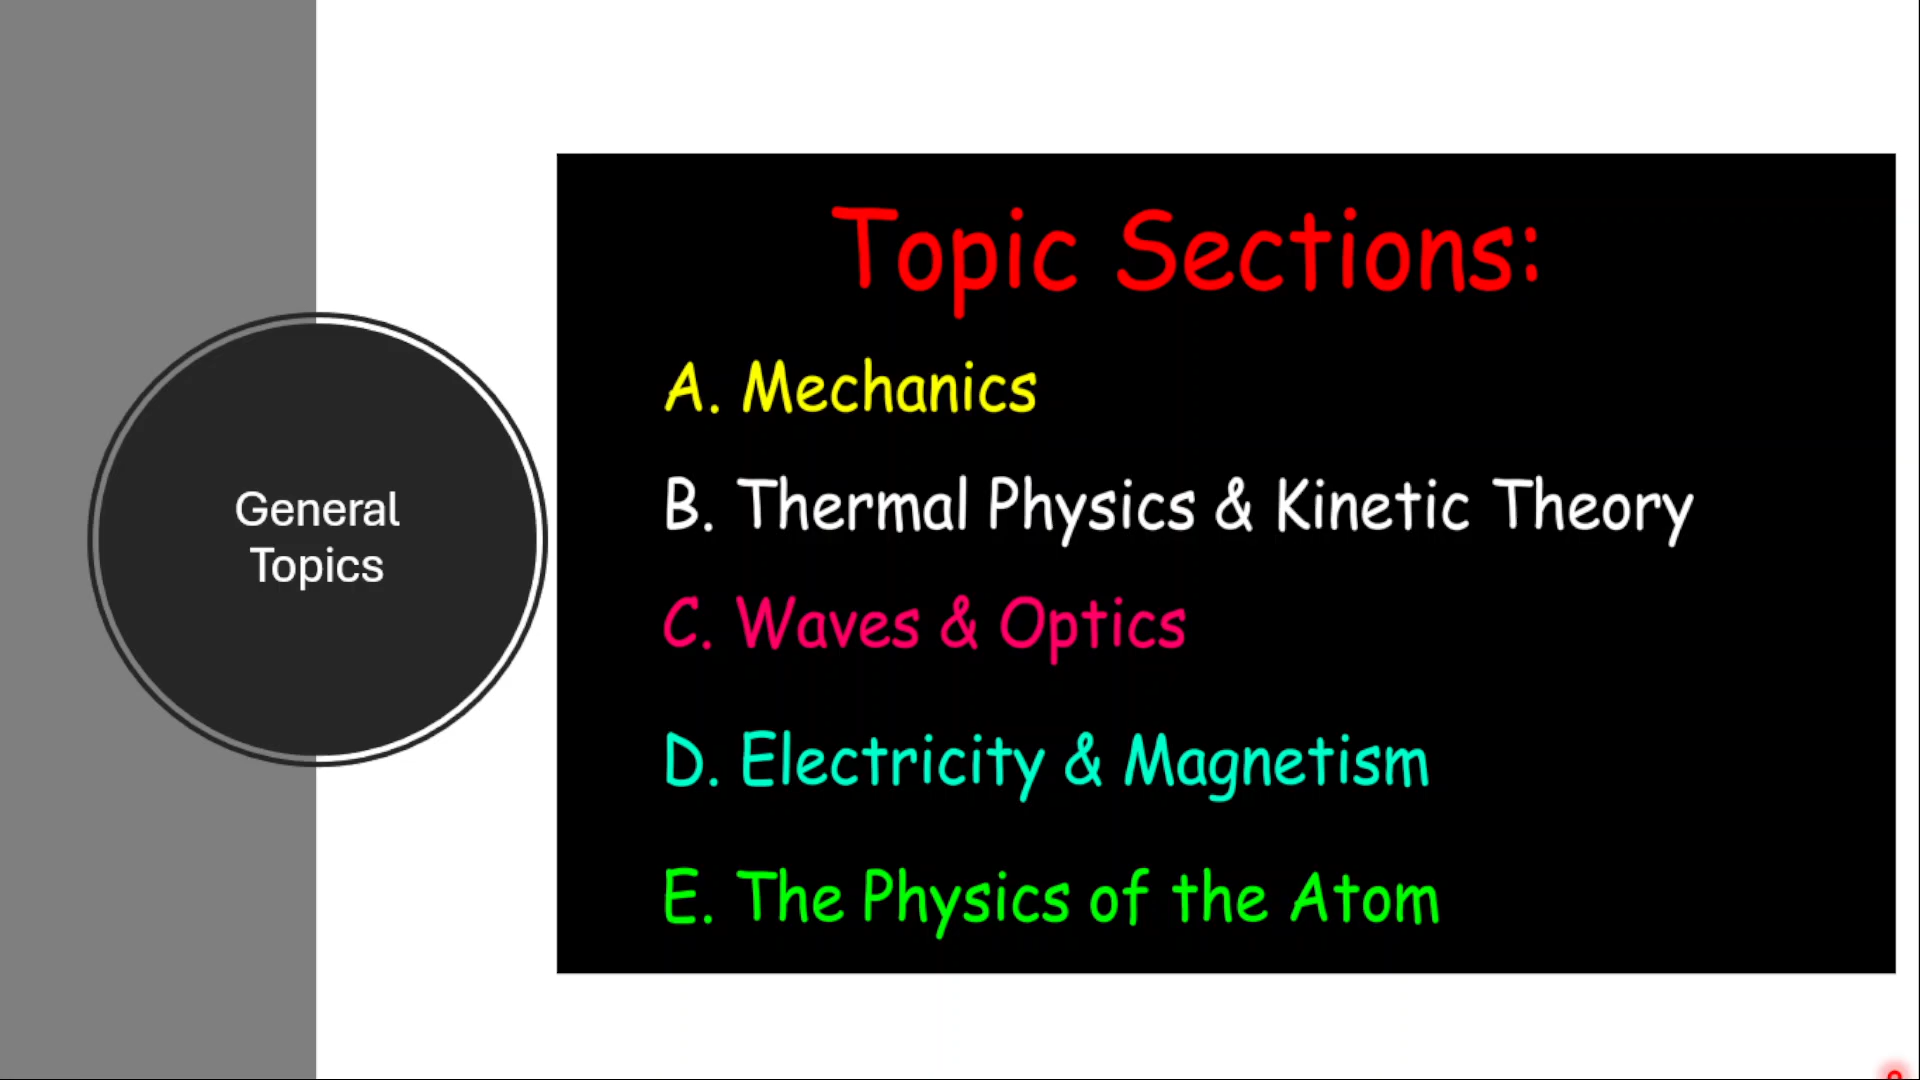 General
Topics
Topic Sections:
A. Mechanics
B. Thermal Physics & Kinetic Theory
C. Waves & Optics
D. Electricity & Magnetism
E. The Physics of the Atom